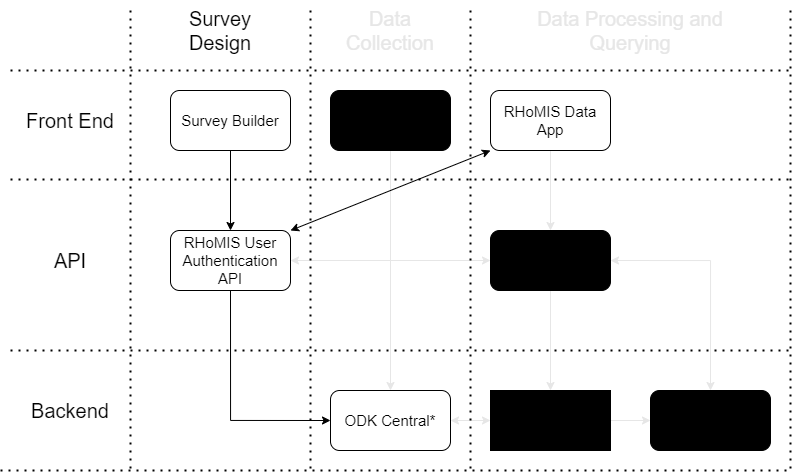 Survey
Design
Data
Collection
Data Processing and
Querying
Front End
Survey Builder
RHoMIS Data
App
API
RHoMIS User
Authentication
API
Backend
ODK Central*